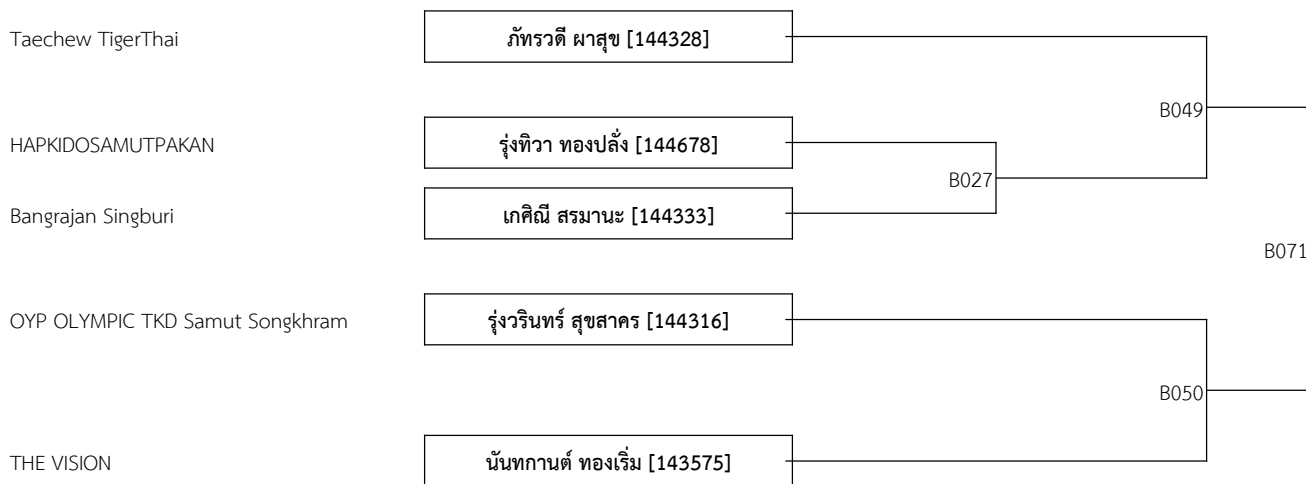 Taechew TigerThai
ภัทรวดี ผาสุข [144328]
B049
HAPKIDOSAMUTPAKAN
รุ่งทิวา ทองปลั่ง [144678]
B027
Bangrajan Singburi
เกศิณี สรมานะ [144333]
B071
OYP OLYMPIC TKD Samut Songkhram
รุ่งวรินทร์ สุขสาคร [144316]
B050
THE VISION
นันทกานต์ ทองเริ่ม [143575]